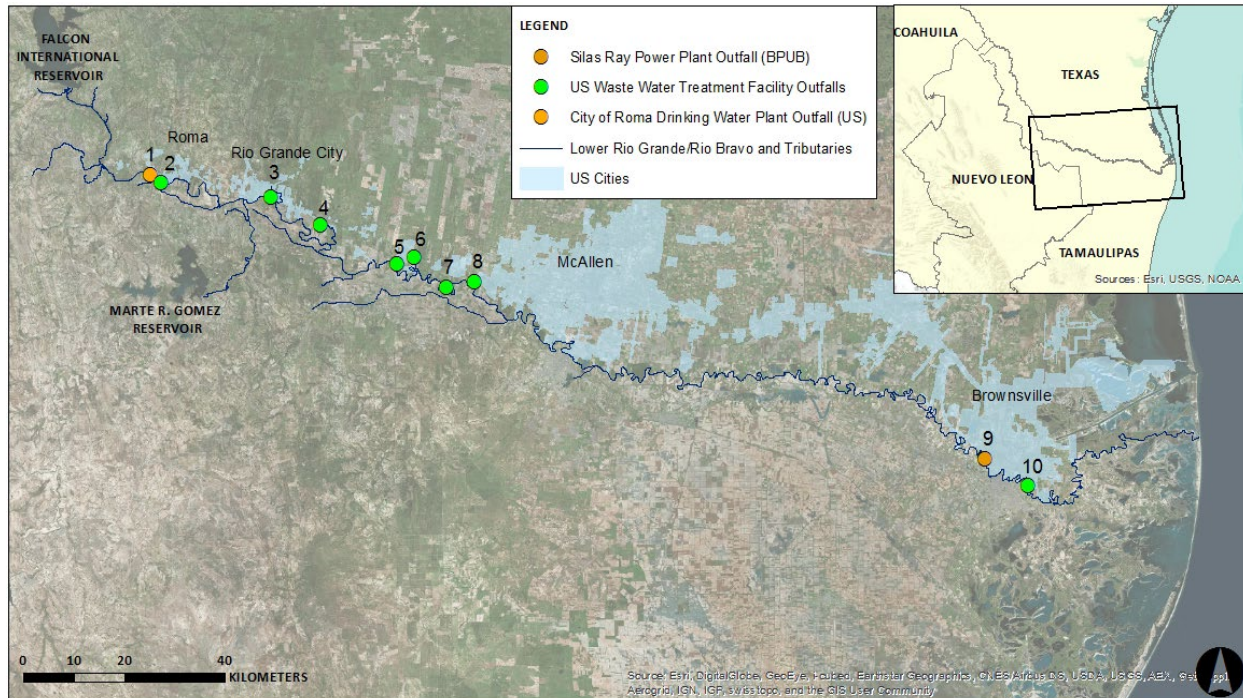 FALCON
INTERNATIONAL
RESERVOIR
Roma
1
2
Rio Grande City
3
4
5
6
7
8
McAllen
MARTE R. GOMEZ
RESERVOIR
Brownsville
9
10
LEGEND
Silas Ray Power Plant Outfall (BPUB)
US Waste Water Treatment Facility Outfalls
City of Roma Drinking Water Plant Outfall (US)
Lower Rio Grande/Rio Bravo and Tributaries
US Cities
COAHUILA
TEXAS
NUEVO LEON
TAMAULIPAS
Sources: Esri, USGS, NOAA
0 10 20 40
KILOMETERS
Source: Esri, DigitalGlobe, GeoEye, i-cubed, Earthstar Geographics, CNES/Airbus DS, USDA, USGS, AEX,
Aerogrid, IGN, IGP, swisstopo, and the GIS User Community